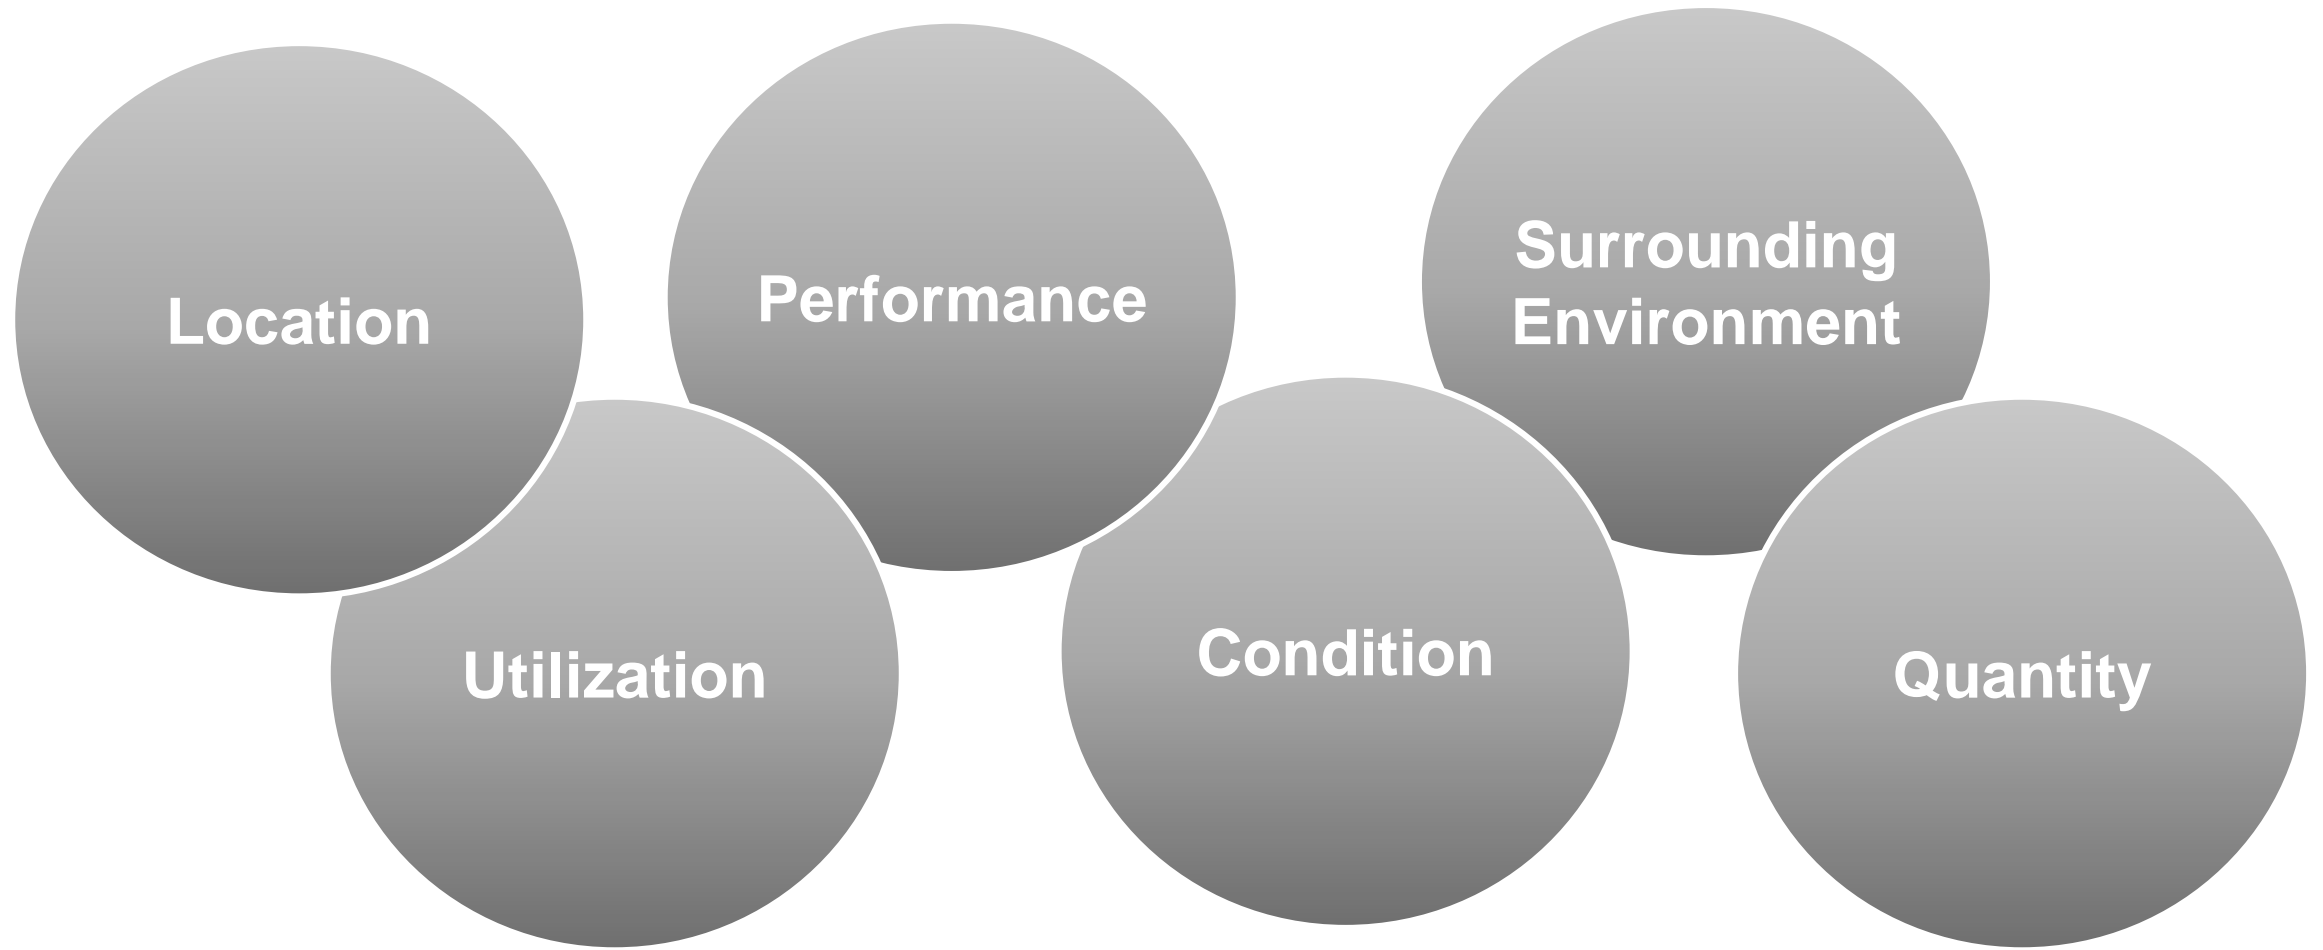 Location
Performance
Surrounding
Environment
Utilization
Condition
Quantity